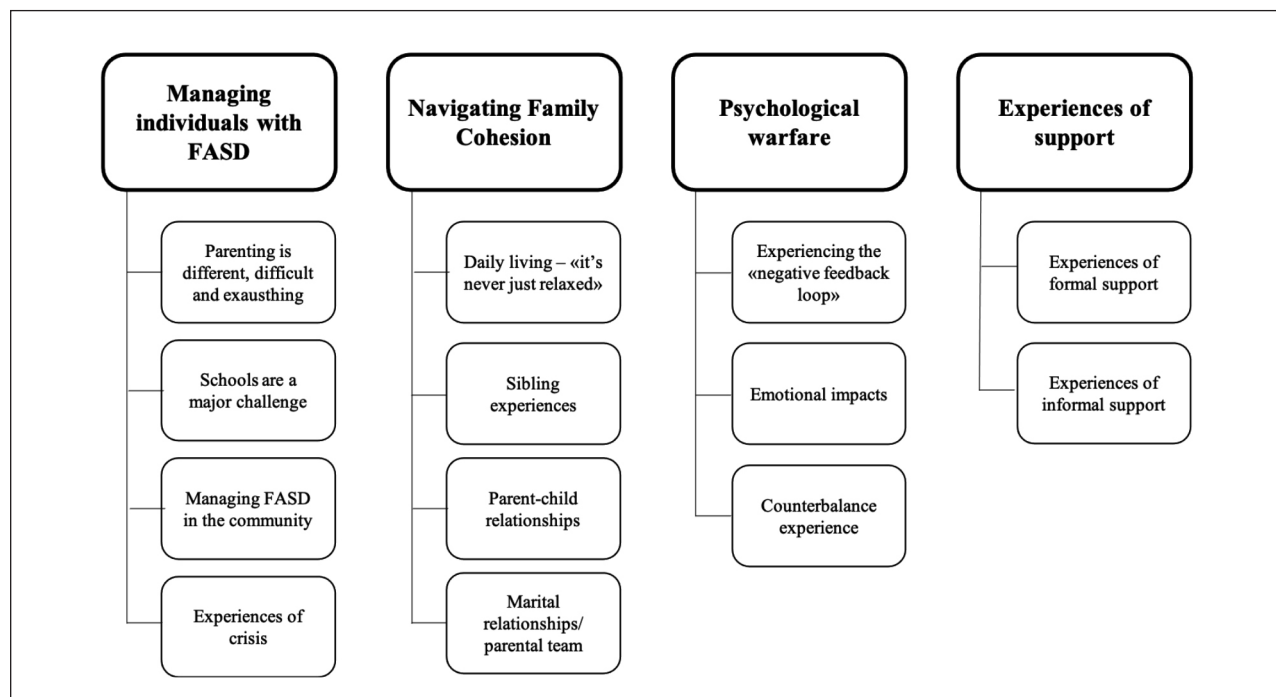 Managing
individuals with
FASD
Parenting is
different, difficult
and exausthing
Schools are a
major challenge
Managing FASD
in the community
Experiences of
crisis
Navigating Family
Cohesion
Daily living – «it’s
never just relaxed»
Sibling
experiences
Parent-child
relationships
Marital
relationships/
parental team
Psychological
warfare
Experiencing the
«negative feedback
loop»
Emotional impacts
Counterbalance
experience
Experiences of
support
Experiences of
formal support
Experiences of
informal support